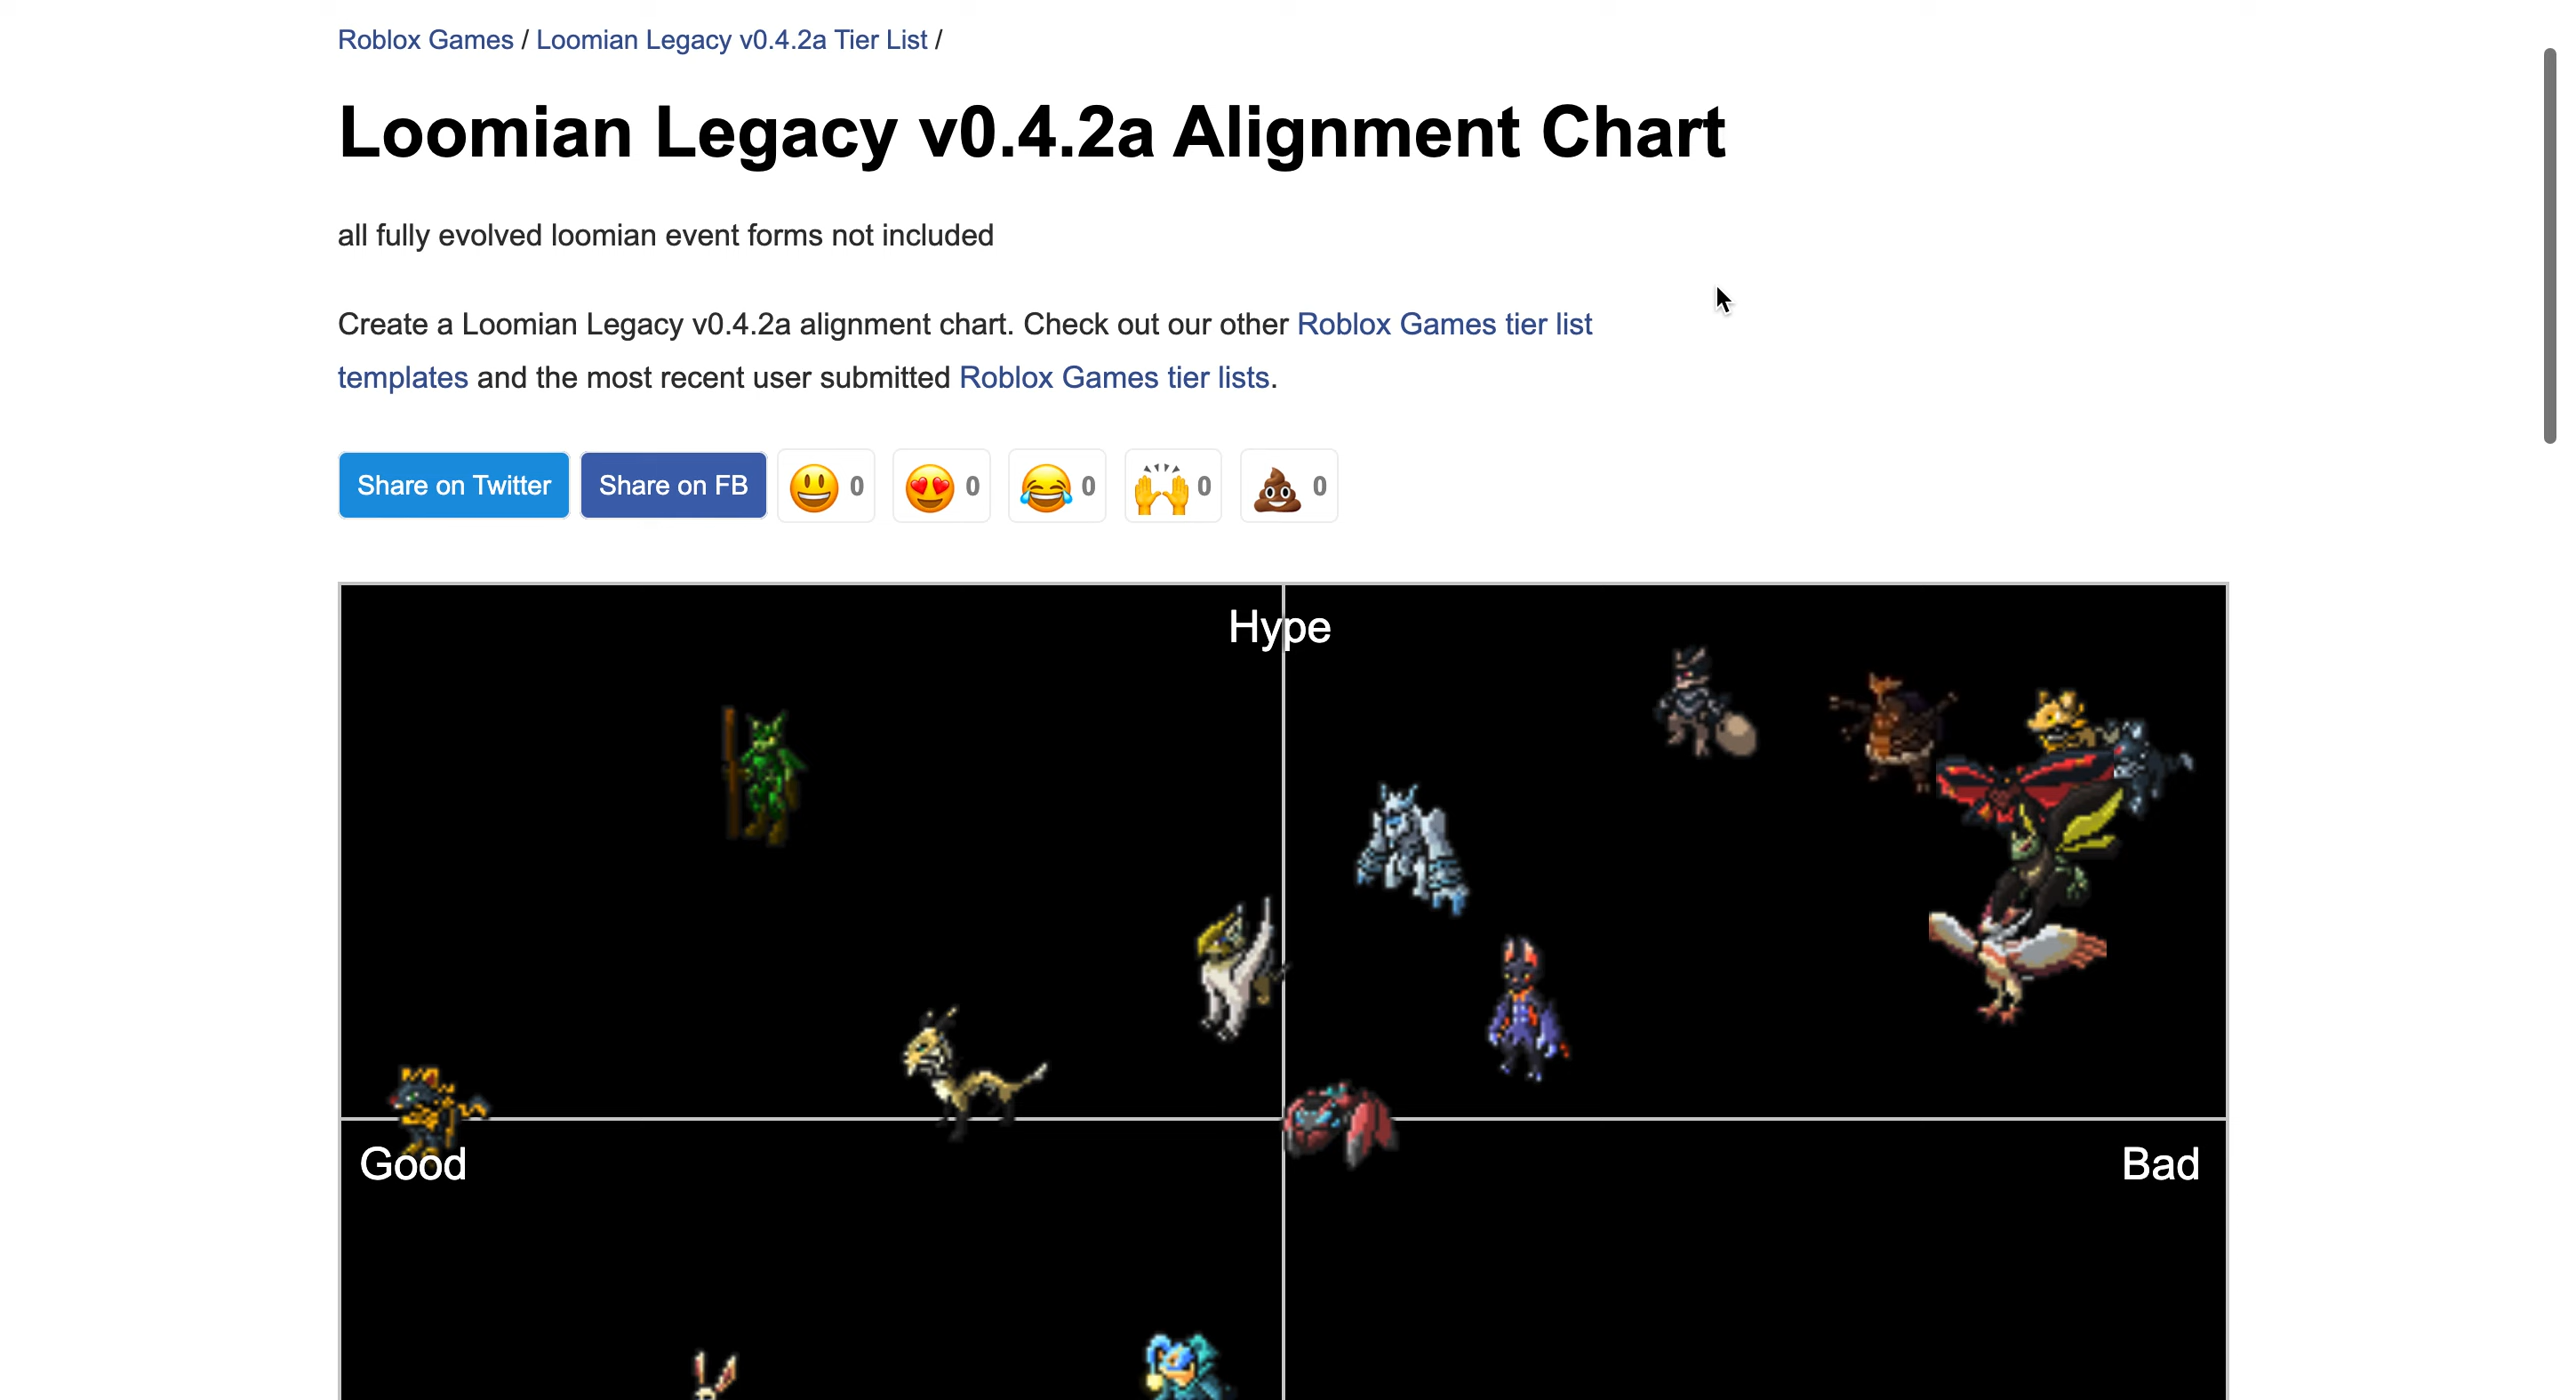 Roblox Games / Loomian Legacy v0.4.2a Tier List /
Loomian Legacy v0.4.2a Alignment Chart
all fully evolved loomian event forms not included
Create a Loomian Legacy v0.4.2a alignment chart. Check out our other Roblox Games tier list
templates and the most recent user submitted Roblox Games tier lists.
Share on Twitter Share on FB 0 0 0 0 0
Hype
Good Bad